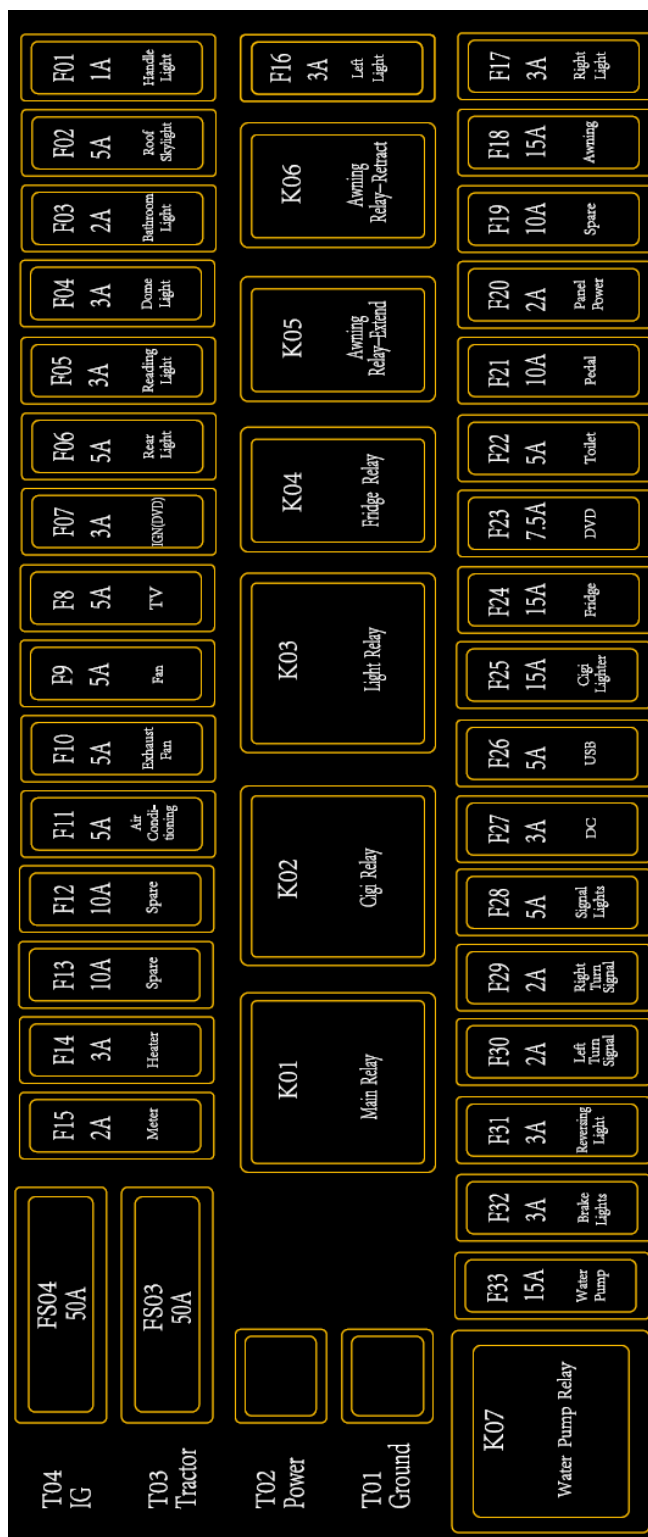 F01
1A
Handle
Light
F02
5A
Roof
Skylight
F03
2A
Bathroom
Light
F04
3A
Dome
Light
F05
3A
Reading
Light
F06
5A
Rear
Light
F07
3A
IGN(DVD)
F8
5A
TV
F9
5A
Fan
F10
5A
Exhaust
Fan
F11
5A
Air
Condi-
tioning
F12
10A
Spare
F13
10A
Spare
F14
3A
Heater
F15
2A
Meter
FS04
50A
FS03
50A
T04
IG
T03
Tractor
F16
3A
Left
Light
K06
Awning
Relay-Retract
K05
Awning
Relay-Extend
K04
Fridge Relay
K03
Light Relay
K02
Cigi Relay
K01
Main Relay
T02
Power
T01
Ground
F17
3A
Right
Light
F18
15A
Awning
F19
10A
Spare
F20
2A
Panel
Power
F21
10A
Pedal
F22
5A
Toilet
F23
7.5A
DVD
F24
15A
Fridge
F25
15A
Cigi
Lighter
F26
5A
USB
F27
3A
DC
F28
5A
Signal
Lights
F29
2A
Right
Turn
Signal
F30
2A
Left
Turn
Signal
F31
3A
Reversing
Light
F32
3A
Brake
Lights
F33
15A
Water
Pump
K07
Water Pump Relay